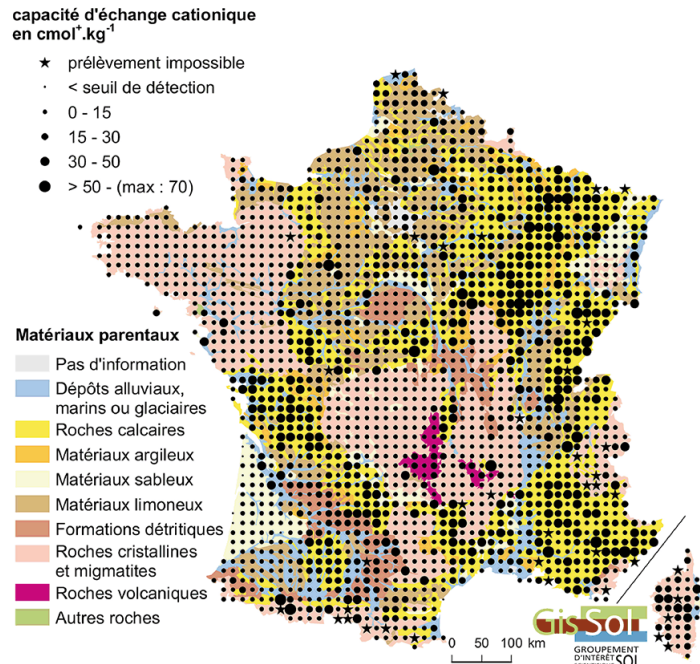 capacité d'échange cationique
en cmol⁺.kg⁻¹
prélèvement impossible
< seuil de détection
0 - 15
15 - 30
30 - 50
> 50 - (max : 70)
Matériaux parentaux
Pas d'information
Dépôts alluviaux,
marins ou glaciaires
Roches calcaires
Matériaux argileux
Matériaux sableux
Matériaux limoneux
Formations détritiques
Roches cristallines
et migmatites
Roches volcaniques
Autres roches
0 50 100 km
GisSol
GROUPEMENT
D'INTÉRÊT
SOL